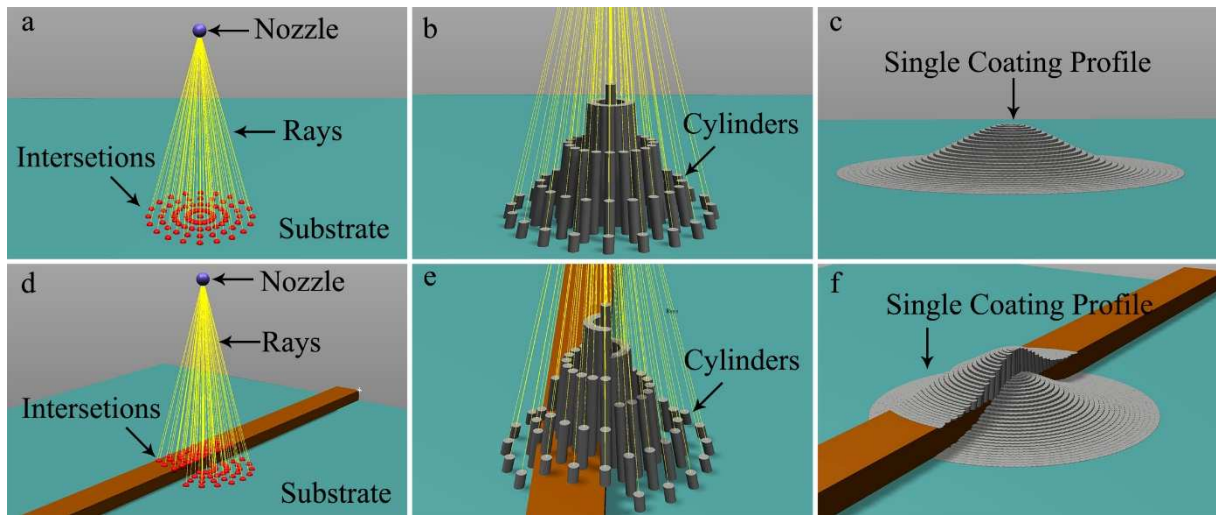 a
Nozzle
Rays
Intersetions
Substrate
b
Cylinders
c
Single Coating Profile
d
Nozzle
Rays
Intersetions
Substrate
e
Cylinders
f
Single Coating Profile